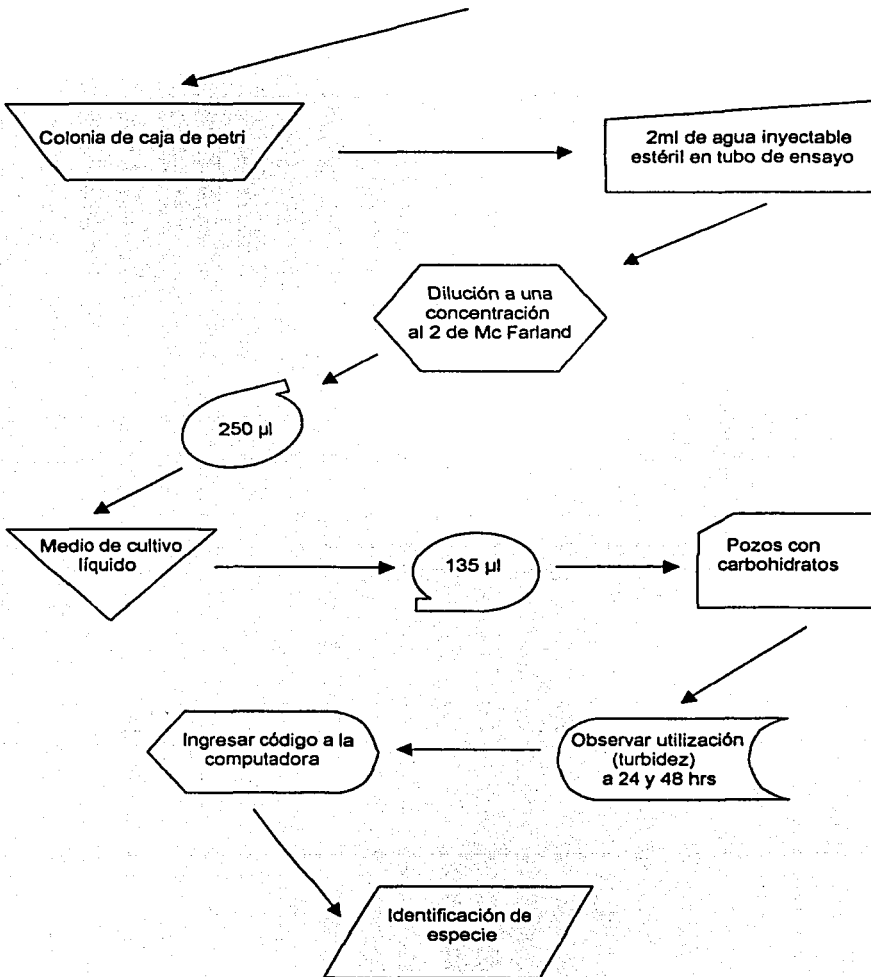 Colonia de caja de petri
2ml de agua inyectable
estéril en tubo de ensayo
Dilución a una
concentración
al 2 de Mc Farland
250 µl
Medio de cultivo
líquido
135 µl
Pozos con
carbohidratos
Observar utilización
(turbidez)
a 24 y 48 hrs
Ingresar código a la
computadora
Identificación de
especie